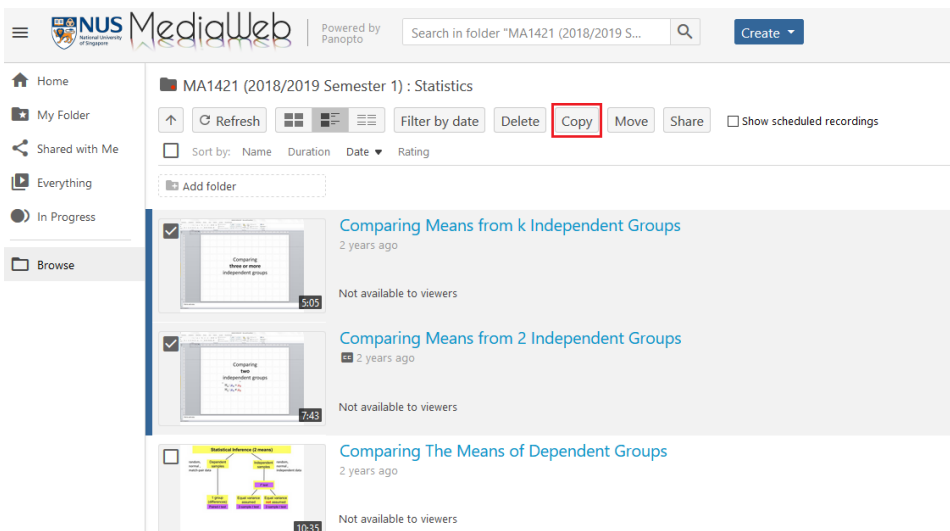 NUS
National University
of Singapore
MediaWeb
Powered by
Panopto
Search in folder "MA1421 (2018/2019 S...
Create
Home
My Folder
Shared with Me
Everything
In Progress
Browse
MA1421 (2018/2019 Semester 1) : Statistics
Refresh
Filter by date
Delete
Copy
Move
Share
Show scheduled recordings
Sort by: Name Duration Date Rating
Add folder
Comparing
three or more
independent groups
5:05
Comparing Means from k Independent Groups
2 years ago
Not available to viewers
Comparing
two
independent groups
7:43
Comparing Means from 2 Independent Groups
CC 2 years ago
Not available to viewers
Statistical Inference (2 means)
Dependent
samples
Independent
samples
10:35
Comparing The Means of Dependent Groups
2 years ago
Not available to viewers